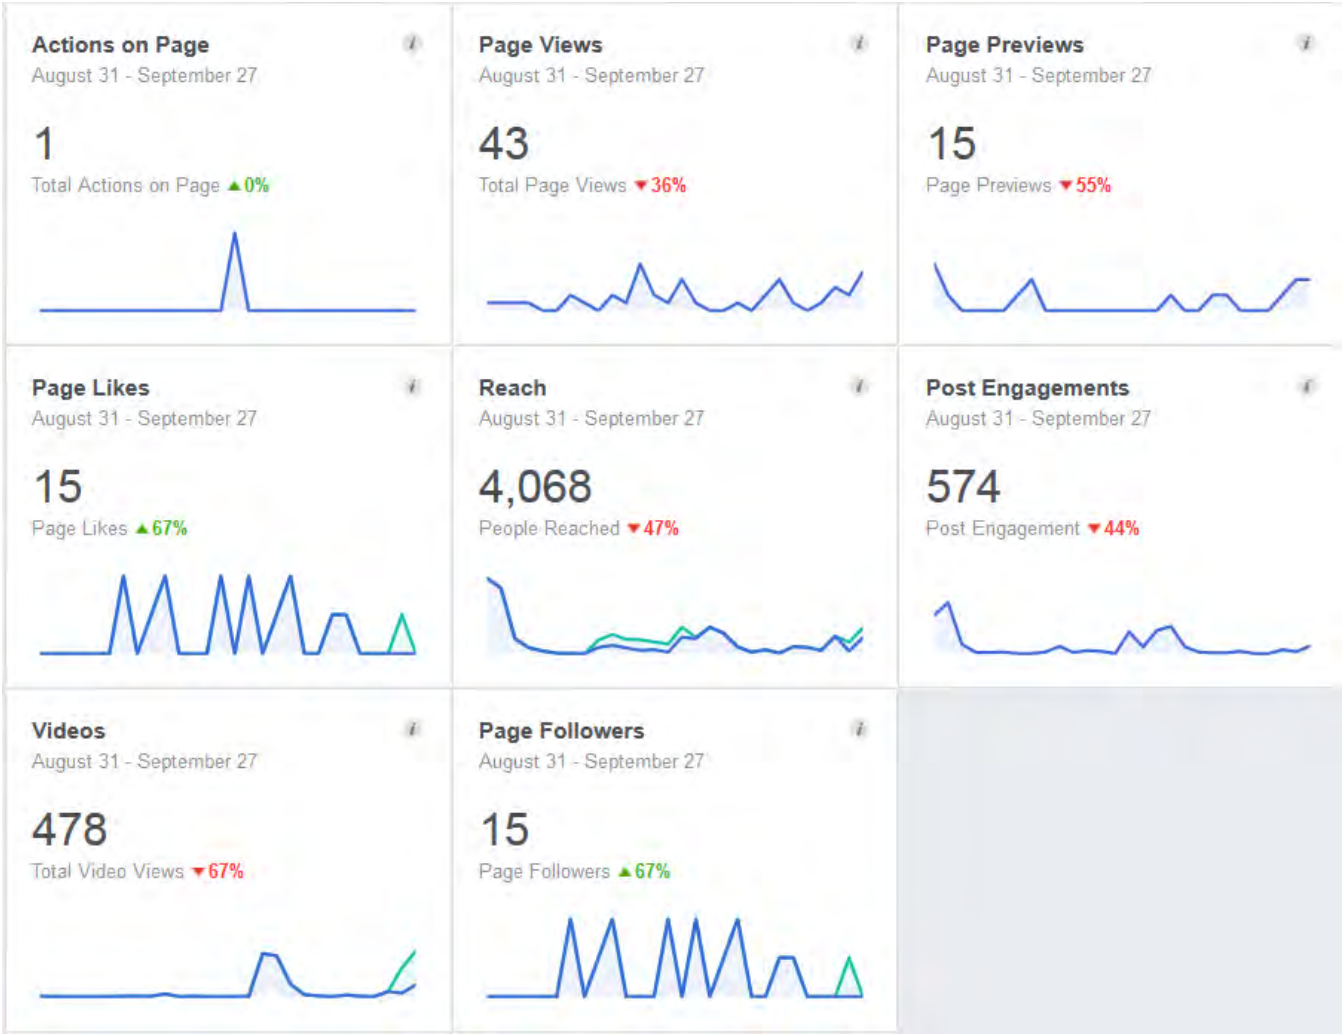 Actions on Page
August 31 - September 27
1
Total Actions on Page ▲0%
Page Views
August 31 - September 27
43
Total Page Views ▼36%
Page Previews
August 31 - September 27
15
Page Previews ▼55%
Page Likes
August 31 - September 27
15
Page Likes ▲67%
Reach
August 31 - September 27
4,068
People Reached ▼47%
Post Engagements
August 31 - September 27
574
Post Engagement ▼44%
Videos
August 31 - September 27
478
Total Video Views ▼67%
Page Followers
August 31 - September 27
15
Page Followers ▲67%